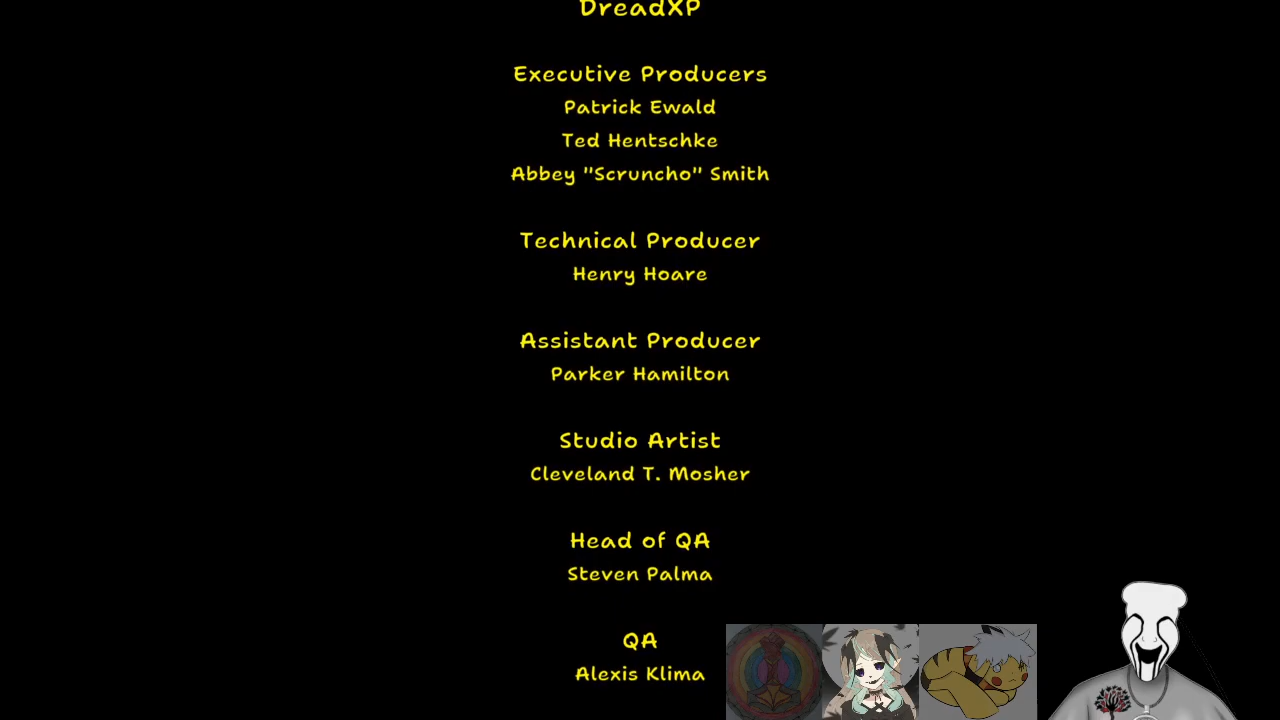 DreadXP
Executive Producers
Patrick Ewald
Ted Hentschke
Abbey "Scruncho" Smith
Technical Producer
Henry Hoare
Assistant Producer
Parker Hamilton
Studio Artist
Cleveland T. Mosher
Head of QA
Steven Palma
QA
Alexis Klima